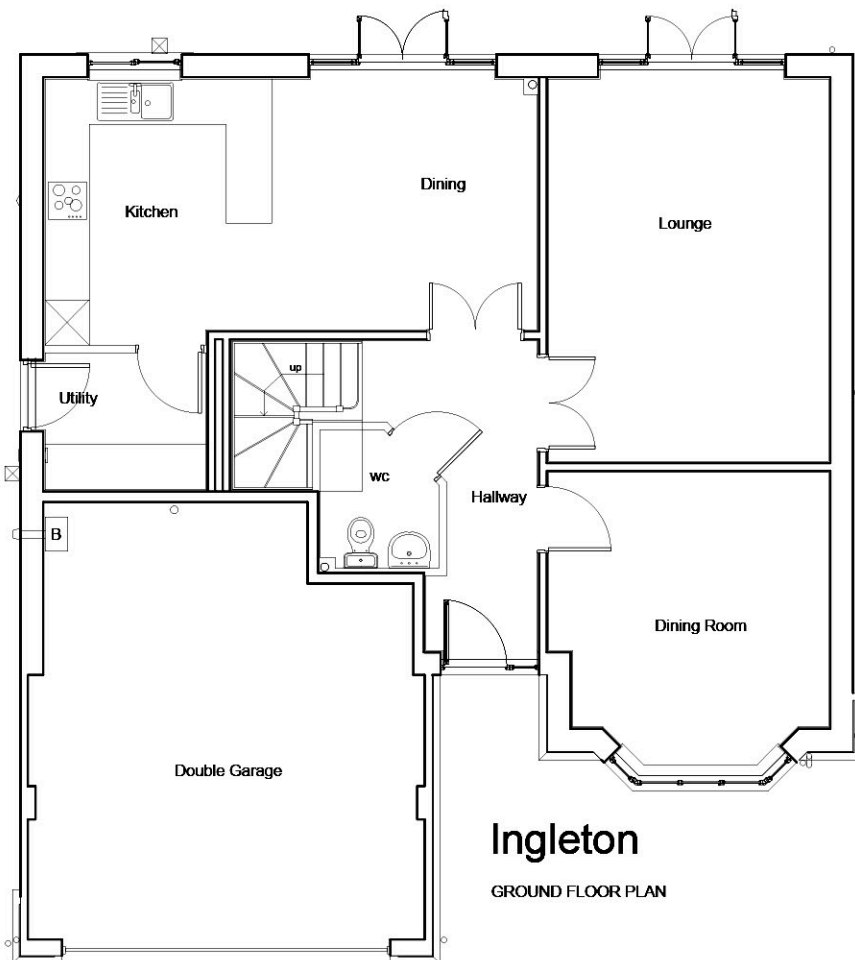 Dining
Kitchen
Lounge
up
Utility
WC
Hallway
B
Dining Room
Double Garage
Ingleton
GROUND FLOOR PLAN